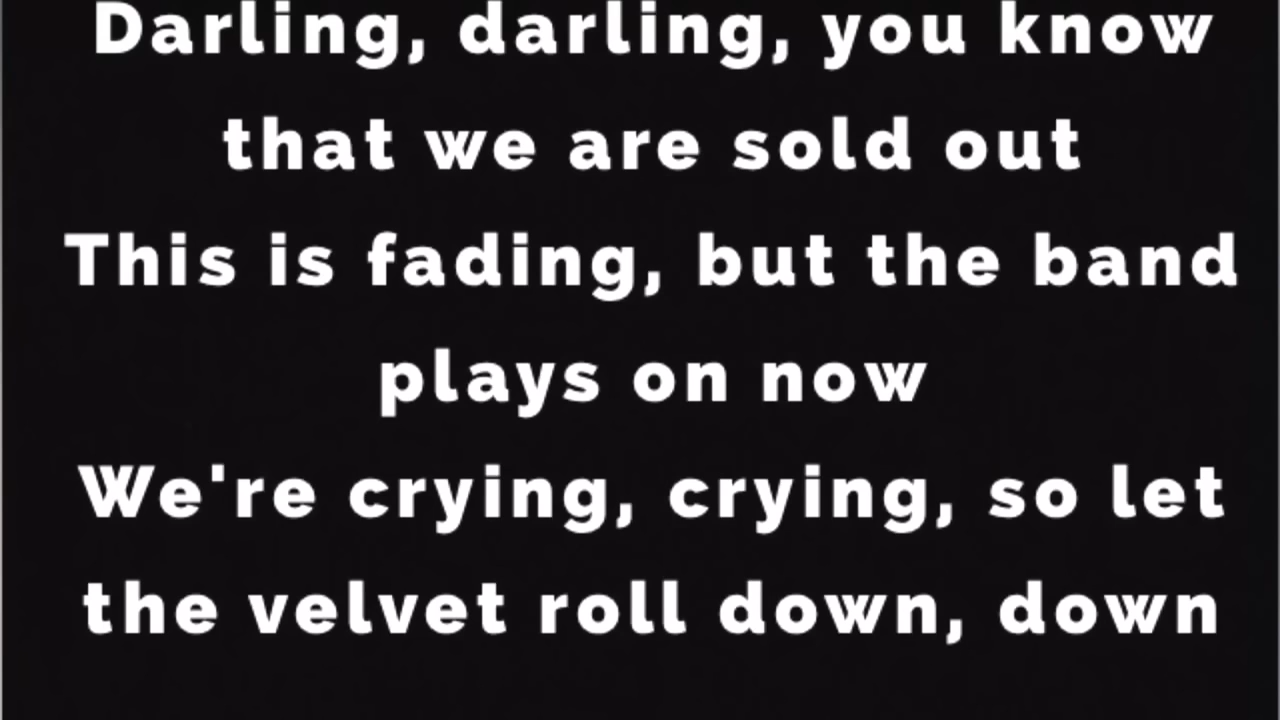 Darling, darling, you know
that we are sold out
This is fading, but the band
plays on now
We're crying, crying, so let
the velvet roll down, down